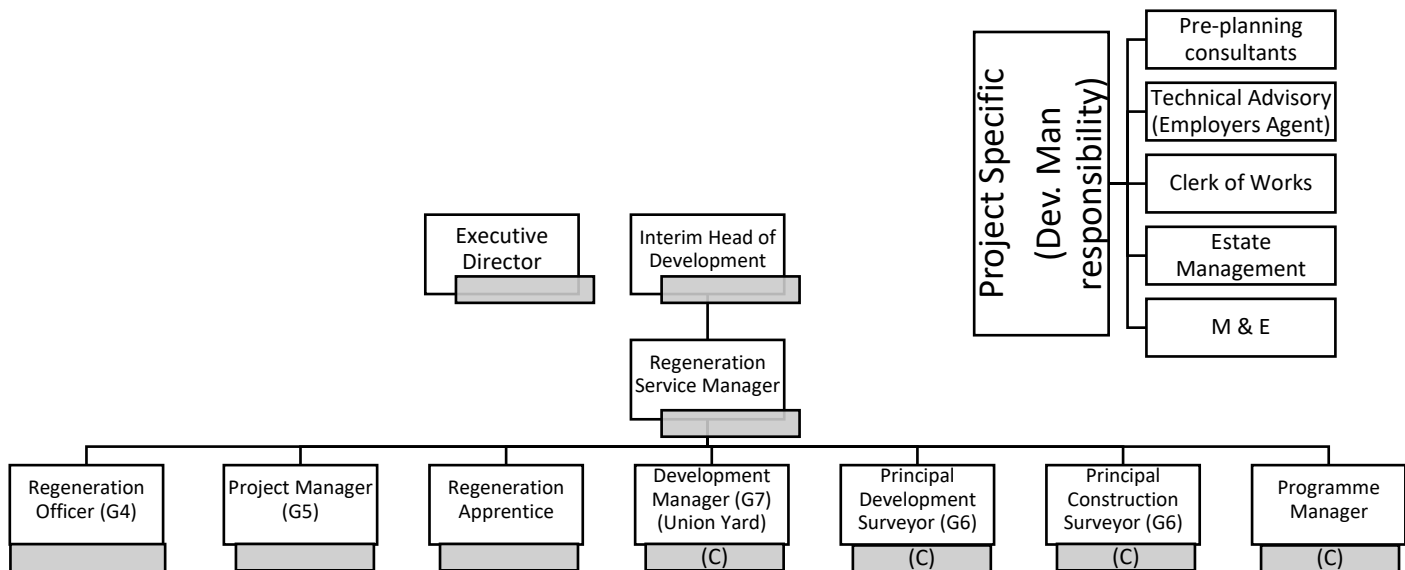 Pre-planning
consultants
Technical Advisory
(Employers Agent)
Clerk of Works
Estate
Management
M & E
Project Specific
(Dev. Man
responsibility)
Executive
Director
Interim Head of
Development
Regeneration
Service Manager
Regeneration
Officer (G4)
Project Manager
(G5)
Regeneration
Apprentice
Development
Manager (G7)
(Union Yard)
(C)
Principal
Development
Surveyor (G6)
(C)
Principal
Construction
Surveyor (G6)
(C)
Programme
Manager
(C)